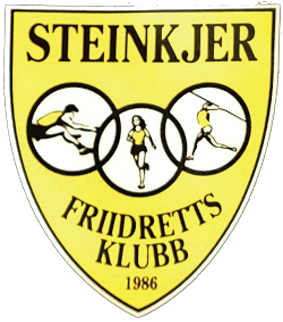 STEINKJER
FRIIDRETTS
KLUBB
1986